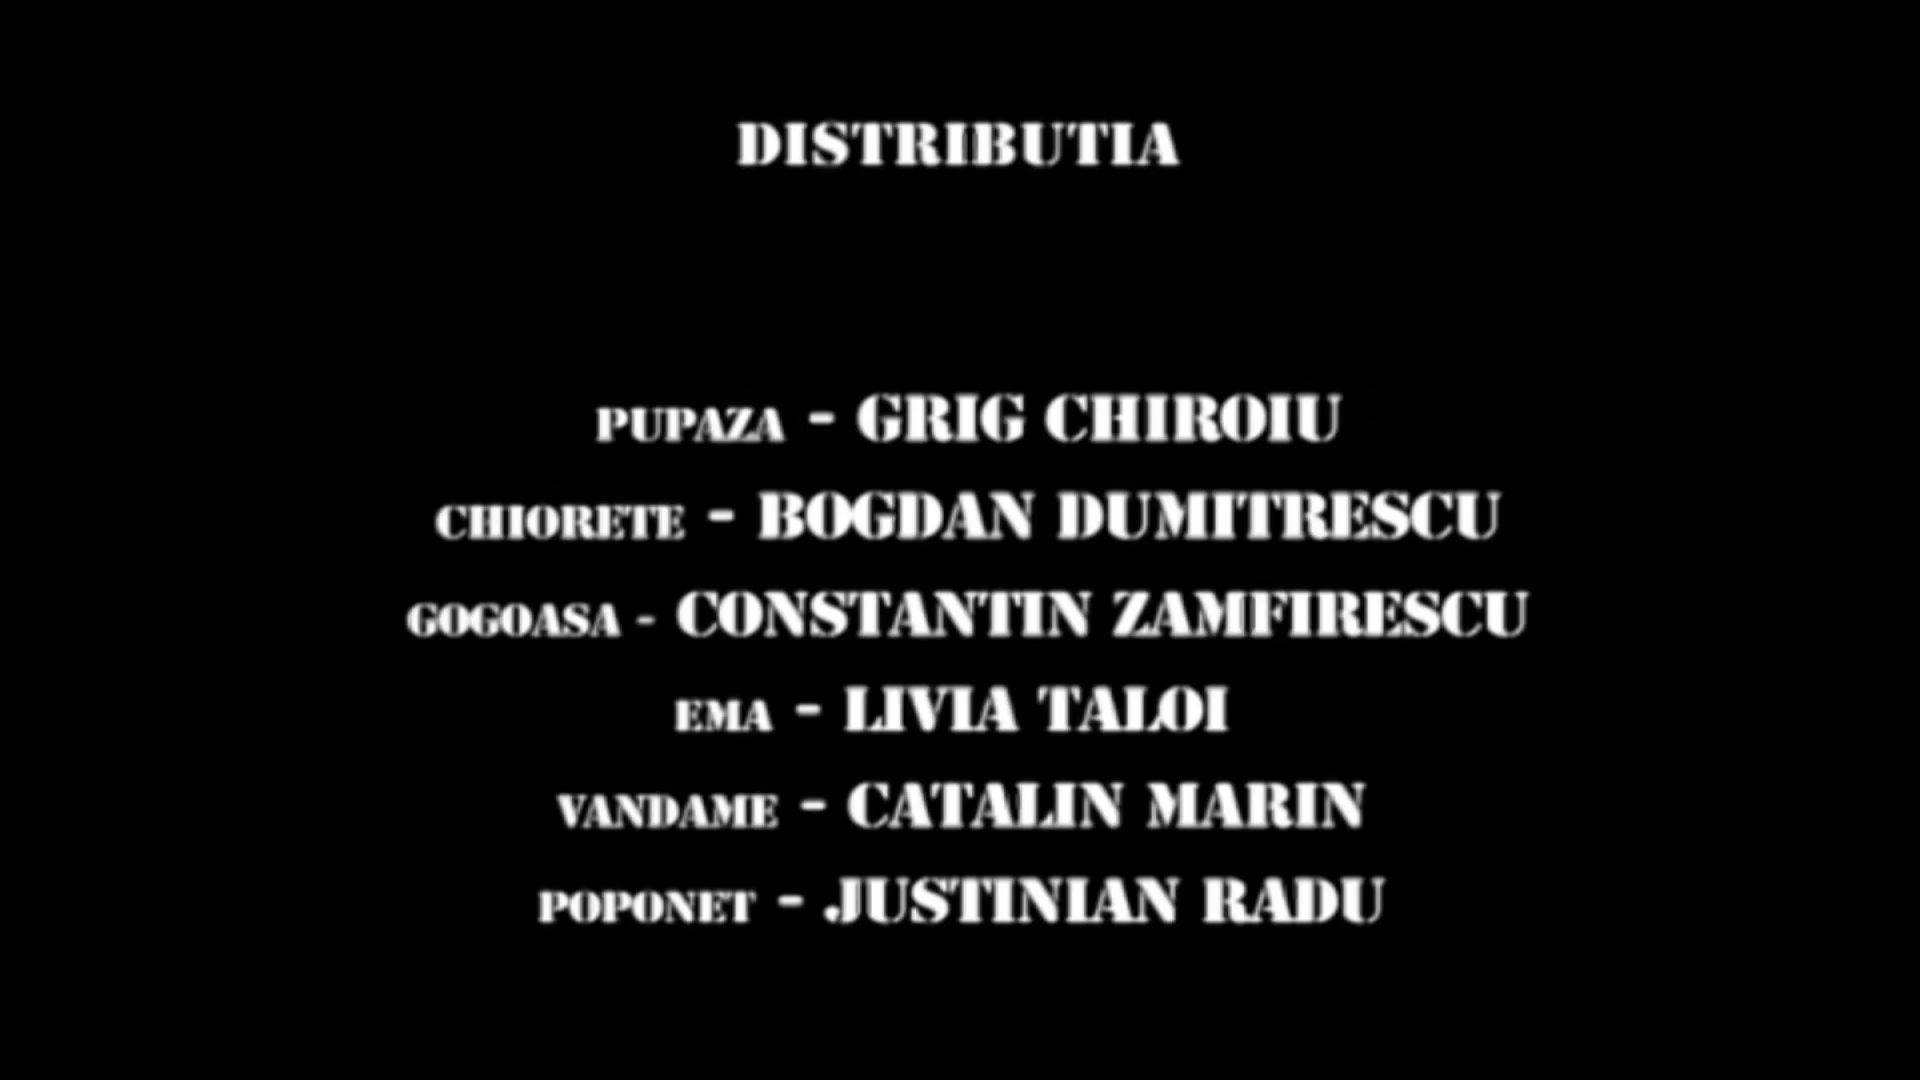 DISTRIBUTIA
PUPAZA - GRIG CHIROIU
CHIORETE - BOGDAN DUMITRESCU
GOGOASA - CONSTANTIN ZAMFIRESCU
EMA - LIVIA TALOI
VANDAME - CATALIN MARIN
POPONET - JUSTINIAN RADU